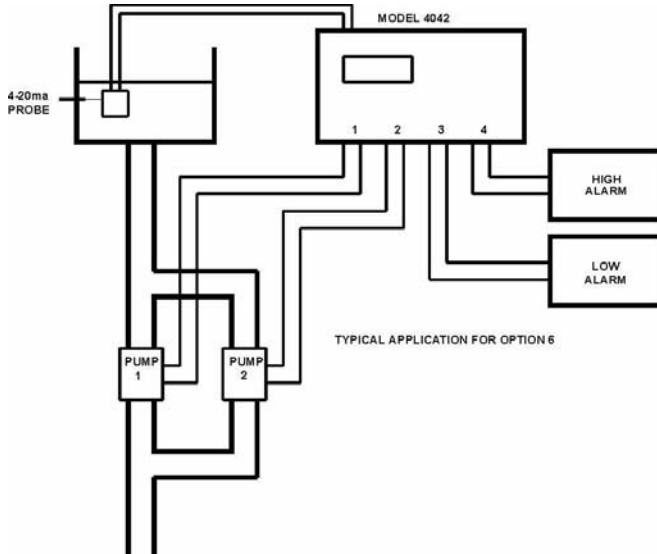 MODEL 4042
4-20ma
PROBE
1 2 3 4
HIGH
ALARM
LOW
ALARM
TYPICAL APPLICATION FOR OPTION 6
PUMP
1
PUMP
2